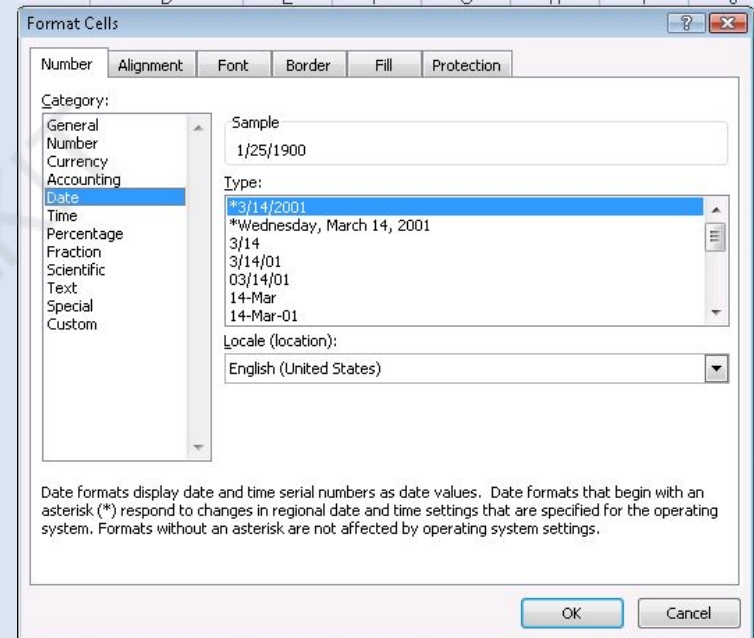 Format Cells
Number Alignment Font Border Fill Protection
Category:
General
Number
Currency
Accounting
Date
Time
Percentage
Fraction
Scientific
Text
Special
Custom
Sample
1/25/1900
Type:
*3/14/2001
*Wednesday, March 14, 2001
3/14
3/14/01
03/14/01
14-Mar
14-Mar-01
Locale (location):
English (United States)
Date formats display date and time serial numbers as date values. Date formats that begin with an
asterisk (*) respond to changes in regional date and time settings that are specified for the operating
system. Formats without an asterisk are not affected by operating system settings.
OK Cancel